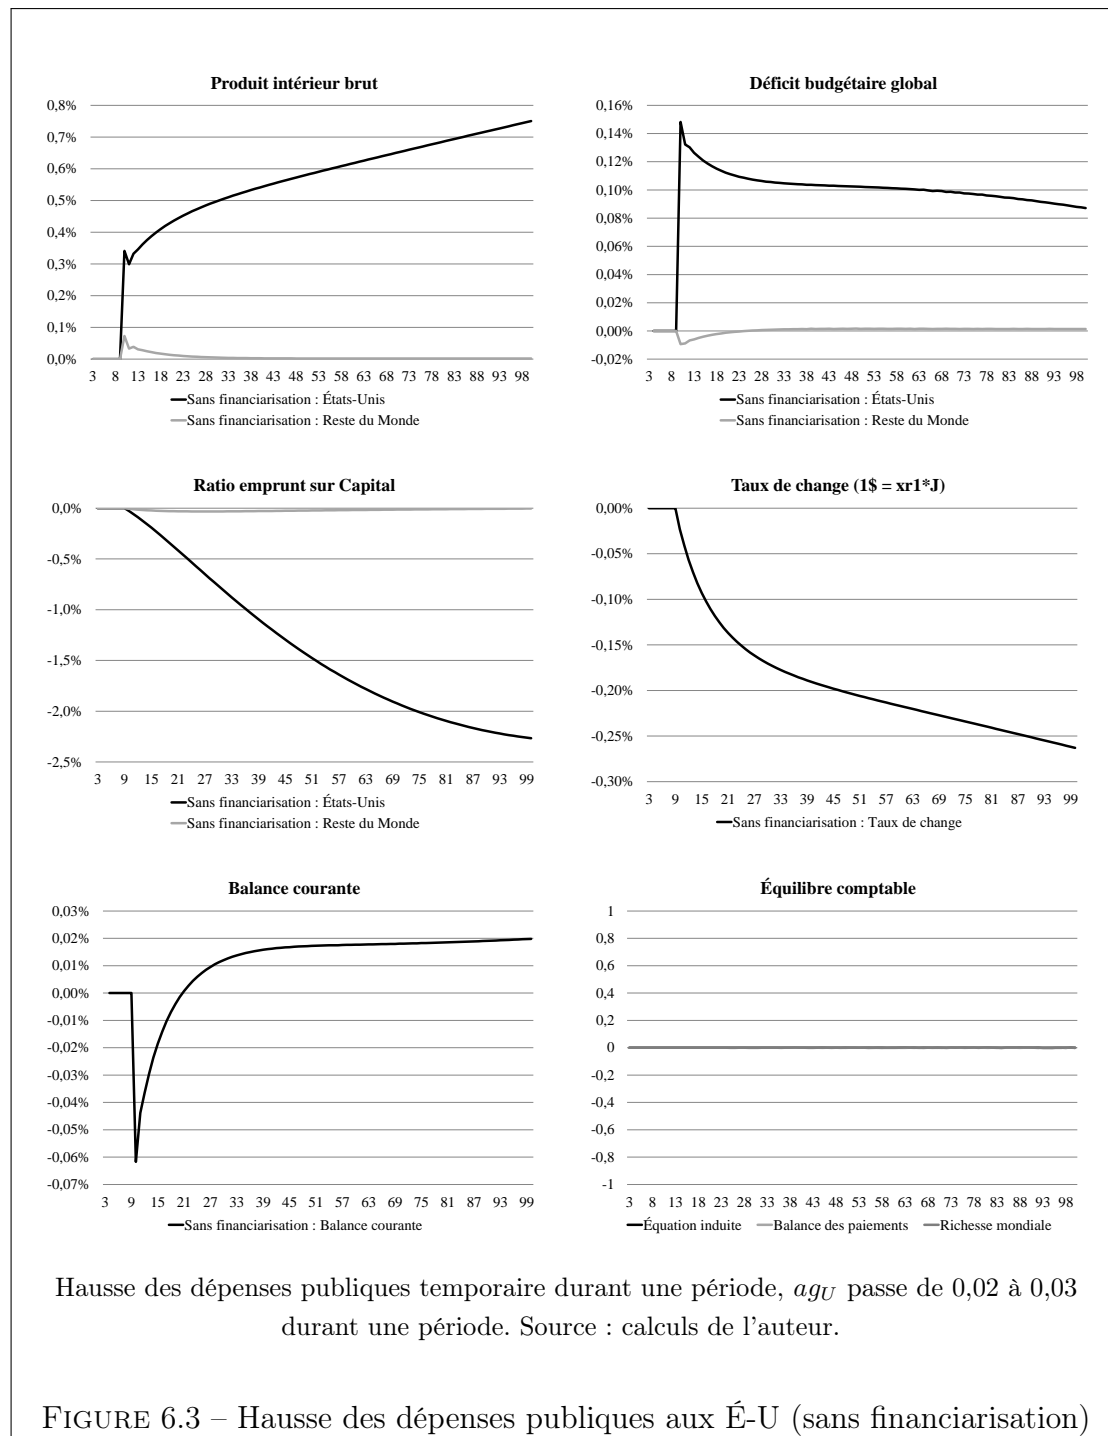 Produit intérieur brut
0,8%
0,7%
0,6%
0,5%
0,4%
0,3%
0,2%
0,1%
0,0%
3 8 13 18 23 28 33 38 43 48 53 58 63 68 73 78 83 88 93 98
Sans financiarisation : États-Unis
Sans financiarisation : Reste du Monde
Déficit budgétaire global
0,16%
0,14%
0,12%
0,10%
0,08%
0,06%
0,04%
0,02%
0,00%
-0,02%
3 8 13 18 23 28 33 38 43 48 53 58 63 68 73 78 83 88 93 98
Sans financiarisation : États-Unis
Sans financiarisation : Reste du Monde
Ratio emprunt sur Capital
0,0%
-0,5%
-1,0%
-1,5%
-2,0%
-2,5%
3 9 15 21 27 33 39 45 51 57 63 69 75 81 87 93 99
Sans financiarisation : États-Unis
Sans financiarisation : Reste du Monde
Taux de change (1$ = xr1*J)
0,00%
-0,05%
-0,10%
-0,15%
-0,20%
-0,25%
-0,30%
3 9 15 21 27 33 39 45 51 57 63 69 75 81 87 93 99
Sans financiarisation : Taux de change
Balance courante
0,03%
0,02%
0,01%
0,00%
-0,01%
-0,02%
-0,03%
-0,04%
-0,05%
-0,06%
-0,07%
3 9 15 21 27 33 39 45 51 57 63 69 75 81 87 93 99
Sans financiarisation : Balance courante
Équilibre comptable
1
0,8
0,6
0,4
0,2
0
-0,2
-0,4
-0,6
-0,8
-1
3 8 13 18 23 28 33 38 43 48 53 58 63 68 73 78 83 88 93 98
Équation induite Balance des paiements Richesse mondiale
Hausse des dépenses publiques temporaire durant une période, ag_U passe de 0,02 à 0,03
durant une période. Source : calculs de l'auteur.
FIGURE 6.3 – Hausse des dépenses publiques aux É-U (sans financiarisation)